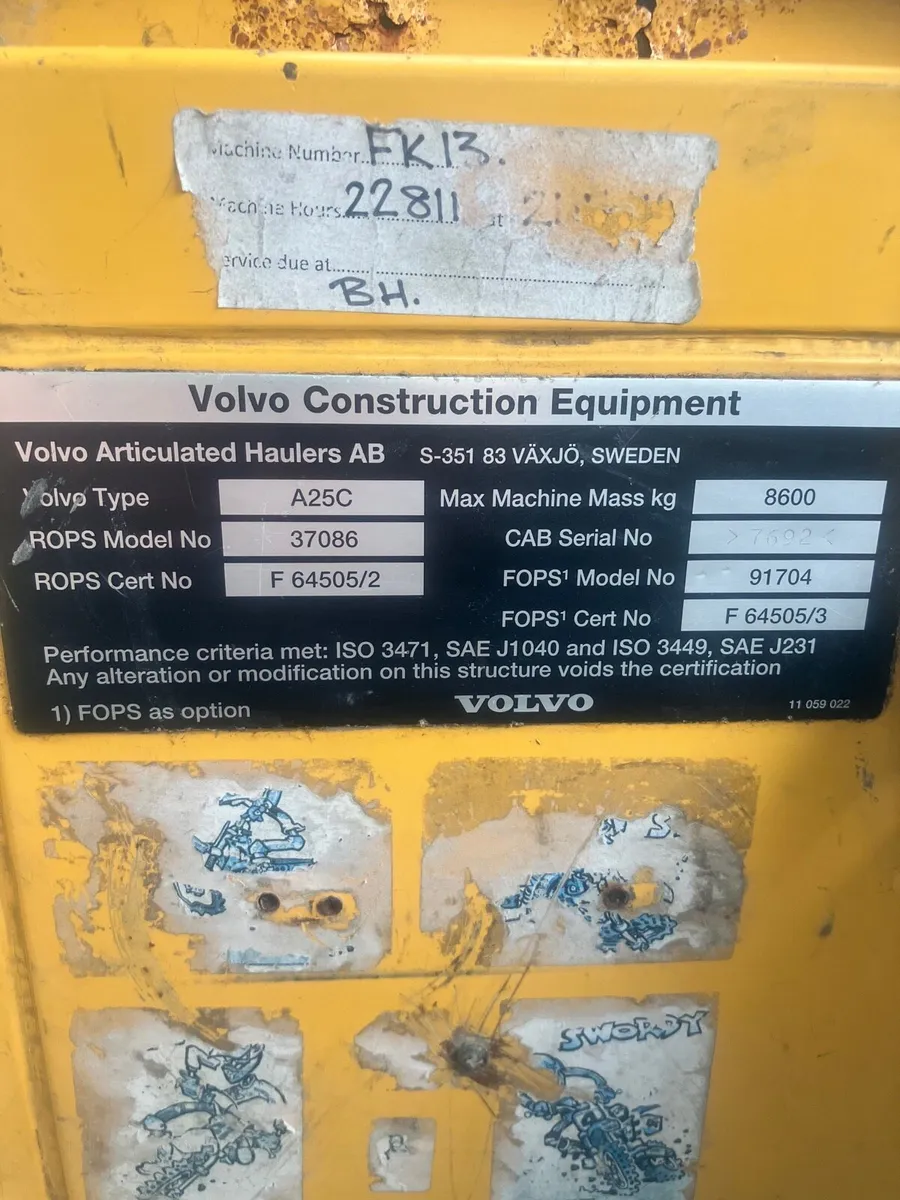 Machine Number..FK13.
Machine Hours.22811 at
Service due at....................................................
BH.
Volvo Construction Equipment
Volvo Articulated Haulers AB S-351 83 VÄXJÖ, SWEDEN
Volvo Type A25C Max Machine Mass kg 8600
ROPS Model No 37086 CAB Serial No > 7692 <
ROPS Cert No F 64505/2 FOPS¹ Model No 91704
FOPS¹ Cert No F 64505/3
Performance criteria met: ISO 3471, SAE J1040 and ISO 3449, SAE J231
Any alteration or modification on this structure voids the certification
1) FOPS as option VOLVO 11 059 022
SWORDY